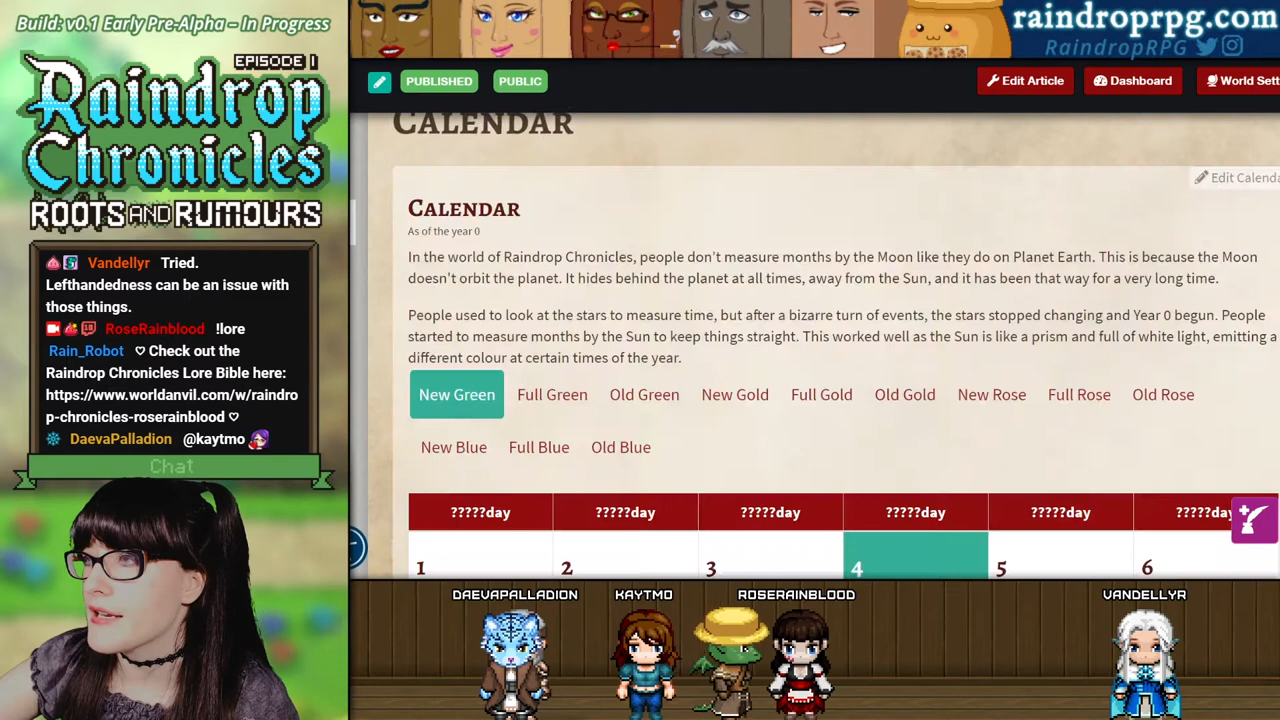 Build: v0.1 Early Pre-Alpha – In Progress
EPISODE I
Raindrop
Chronicles
ROOTS AND RUMOURS
Vandellyr Tried.
Lefthandedness can be an issue with
those things.
RoseRainblood !lore
Rain_Robot ♡ Check out the
Raindrop Chronicles Lore Bible here:
https://www.worldanvil.com/w/raindro
p-chronicles-roserainblood ♡
DaevaPalladion @kaytmo
Chat
raindroprpg.com
RaindropRPG
PUBLISHED
PUBLIC
Edit Article
Dashboard
World Sett
CALENDAR
Edit Calenda
CALENDAR
As of the year 0
In the world of Raindrop Chronicles, people don't measure months by the Moon like they do on Planet Earth. This is because the Moon
doesn't orbit the planet. It hides behind the planet at all times, away from the Sun, and it has been that way for a very long time.
People used to look at the stars to measure time, but after a bizarre turn of events, the stars stopped changing and Year 0 begun. People
started to measure months by the Sun to keep things straight. This worked well as the Sun is like a prism and full of white light, emitting a
different colour at certain times of the year.
New Green Full Green Old Green New Gold Full Gold Old Gold New Rose Full Rose Old Rose
New Blue Full Blue Old Blue
?????day ?????day ?????day ?????day ?????day ?????day
1 2 3 4 5 6
DAEVAPALLADION KAYTMO ROSERAINBLOOD VANDELLYR